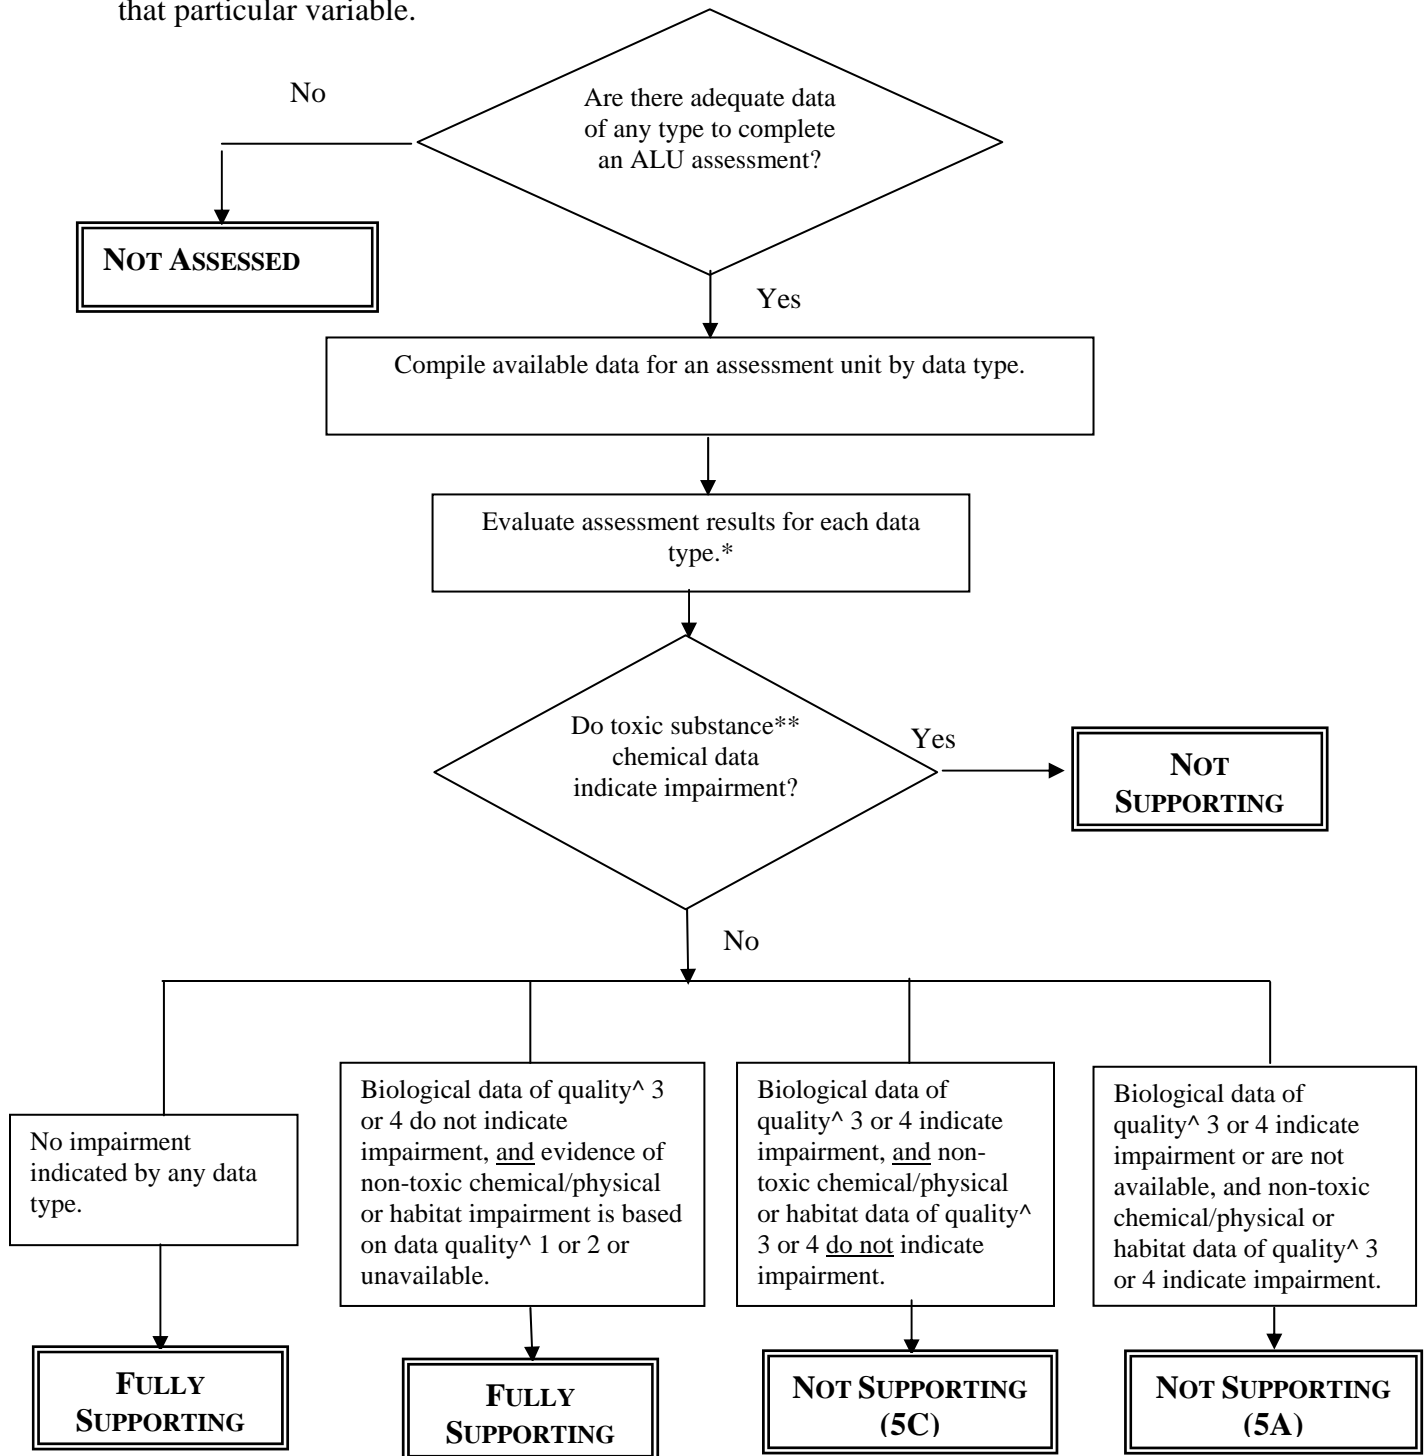 that particular variable.
No
Are there adequate data
of any type to complete
an ALU assessment?
NOT ASSESSED
Yes
Compile available data for an assessment unit by data type.
Evaluate assessment results for each data
type.*
Do toxic substance**
chemical data
indicate impairment?
Yes
NOT
SUPPORTING
No
No impairment
indicated by any data
type.
Biological data of quality^ 3
or 4 do not indicate
impairment, and evidence of
non-toxic chemical/physical
or habitat impairment is based
on data quality^ 1 or 2 or
unavailable.
Biological data of
quality^ 3 or 4 indicate
impairment, and non-
toxic chemical/physical
or habitat data of quality^
3 or 4 do not indicate
impairment.
Biological data of
quality^ 3 or 4 indicate
impairment or are not
available, and non-toxic
chemical/physical or
habitat data of quality^ 3
or 4 indicate impairment.
FULLY
SUPPORTING
FULLY
SUPPORTING
NOT SUPPORTING
(5C)
NOT SUPPORTING
(5A)